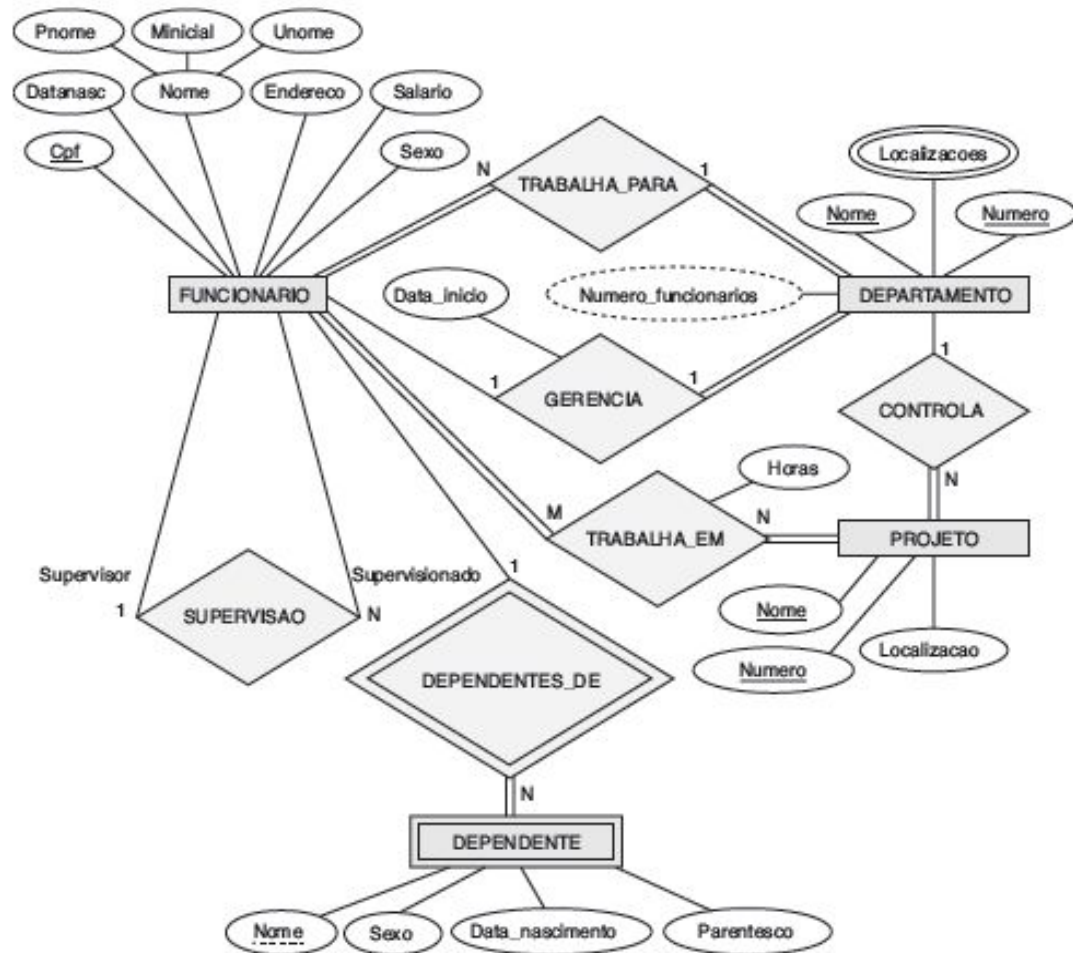 Pnome
Minicial
Unome
Datanasc
Nome
Endereco
Salario
Cpf
Sexo
N
TRABALHA_PARA
1
Localizacoes
Nome
Numero
FUNCIONARIO
Data_inicio
Numero_funcionarios
DEPARTAMENTO
1
GERENCIA
1
1
CONTROLA
N
Horas
M
TRABALHA_EM
N
PROJETO
Supervisor
1
SUPERVISAO
Supervisionado
N
1
Nome
Numero
Localizacao
DEPENDENTES_DE
N
DEPENDENTE
Nome
Sexo
Data_nascimento
Parentesco